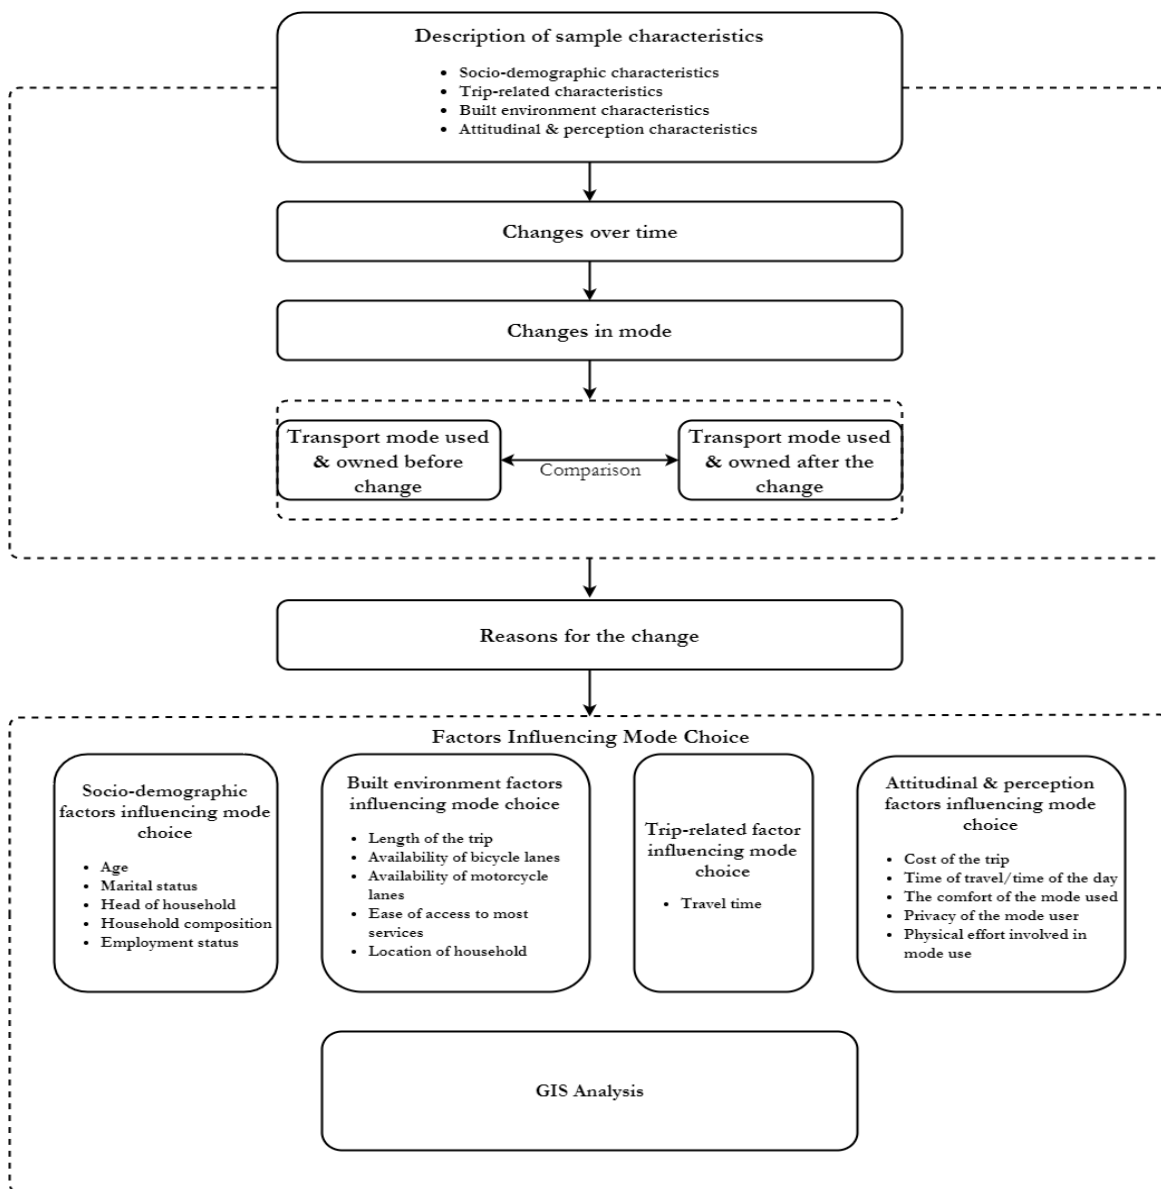 Description of sample characteristics
• Socio-demographic characteristics
• Trip-related characteristics
• Built environment characteristics
• Attitudinal & perception characteristics
Changes over time
Changes in mode
Transport mode used
& owned before
change
Comparison
Transport mode used
& owned after the
change
Reasons for the change
Factors Influencing Mode Choice
Socio-demographic
factors influencing mode
choice
• Age
• Marital status
• Head of household
• Household composition
• Employment status
Built environment factors
influencing mode choice
• Length of the trip
• Availability of bicycle lanes
• Availability of motorcycle
lanes
• Ease of access to most
services
• Location of household
Trip-related factor
influencing mode
choice
• Travel time
Attitudinal & perception
factors influencing mode
choice
• Cost of the trip
• Time of travel/time of the day
• The comfort of the mode used
• Privacy of the mode user
• Physical effort involved in
mode use
GIS Analysis